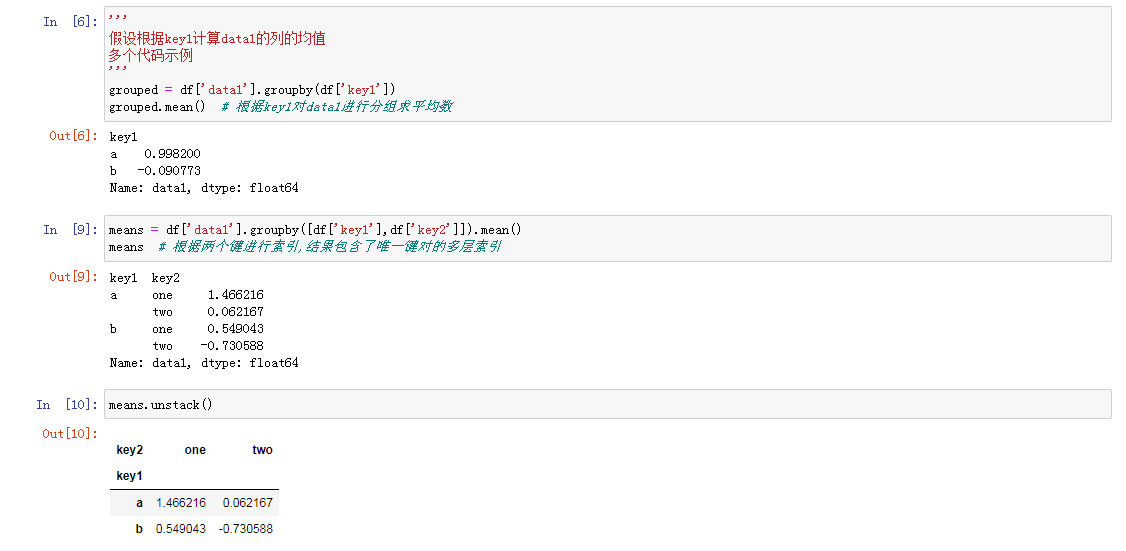 In [6]: '''
假设根据key1计算data1的列的均值
多个代码示例
'''
grouped = df['data1'].groupby(df['key1'])
grouped.mean()  # 根据key1对data1进行分组求平均数
Out[6]: key1
a    0.998200
b   -0.090773
Name: data1, dtype: float64
In [9]: means = df['data1'].groupby([df['key1'],df['key2']]).mean()
means  # 根据两个键进行索引,结果包含了唯一键对的多层索引
Out[9]: key1  key2
a     one     1.466216
      two     0.062167
b     one     0.549043
      two    -0.730588
Name: data1, dtype: float64
In [10]: means.unstack()
Out[10]:
key2 one two
key1
a 1.466216 0.062167
b 0.549043 -0.730588